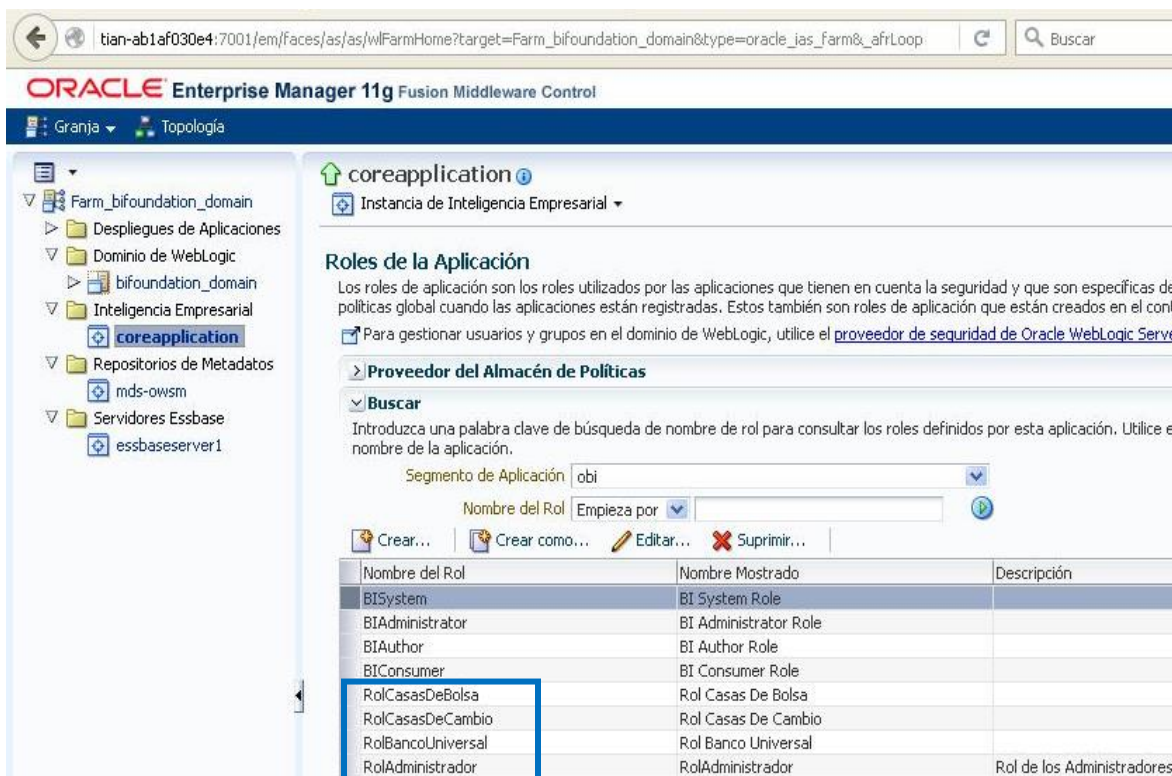 tian-ab1af030e4:7001/em/faces/as/as/wlFarmHome?target=Farm_bifoundation_domain&type=oracle_ias_farm&_afrLoop
Buscar
ORACLE Enterprise Manager 11g Fusion Middleware Control
Granja Topología
Farm_bifoundation_domain
Despliegues de Aplicaciones
Dominio de WebLogic
bifoundation_domain
Inteligencia Empresarial
coreapplication
Repositorios de Metadatos
mds-owsm
Servidores Essbase
essbaseserver1
coreapplication
Instancia de Inteligencia Empresarial
Roles de la Aplicación
Los roles de aplicación son los roles utilizados por las aplicaciones que tienen en cuenta la seguridad y que son específicas de
políticas global cuando las aplicaciones están registradas. Estos también son roles de aplicación que están creados en el con
Para gestionar usuarios y grupos en el dominio de WebLogic, utilice el proveedor de seguridad de Oracle WebLogic Serve
Proveedor del Almacén de Políticas
Buscar
Introduzca una palabra clave de búsqueda de nombre de rol para consultar los roles definidos por esta aplicación. Utilice e
nombre de la aplicación.
Segmento de Aplicación obi
Nombre del Rol Empieza por
Crear... Crear como... Editar... Suprimir...
Nombre del Rol Nombre Mostrado Descripción
BISystem BI System Role
BIAdministrator BI Administrator Role
BIAuthor BI Author Role
BIConsumer BI Consumer Role
RolCasasDeBolsa Rol Casas De Bolsa
RolCasasDeCambio Rol Casas De Cambio
RolBancoUniversal Rol Banco Universal
RolAdministrador RolAdministrador Rol de los Administradores